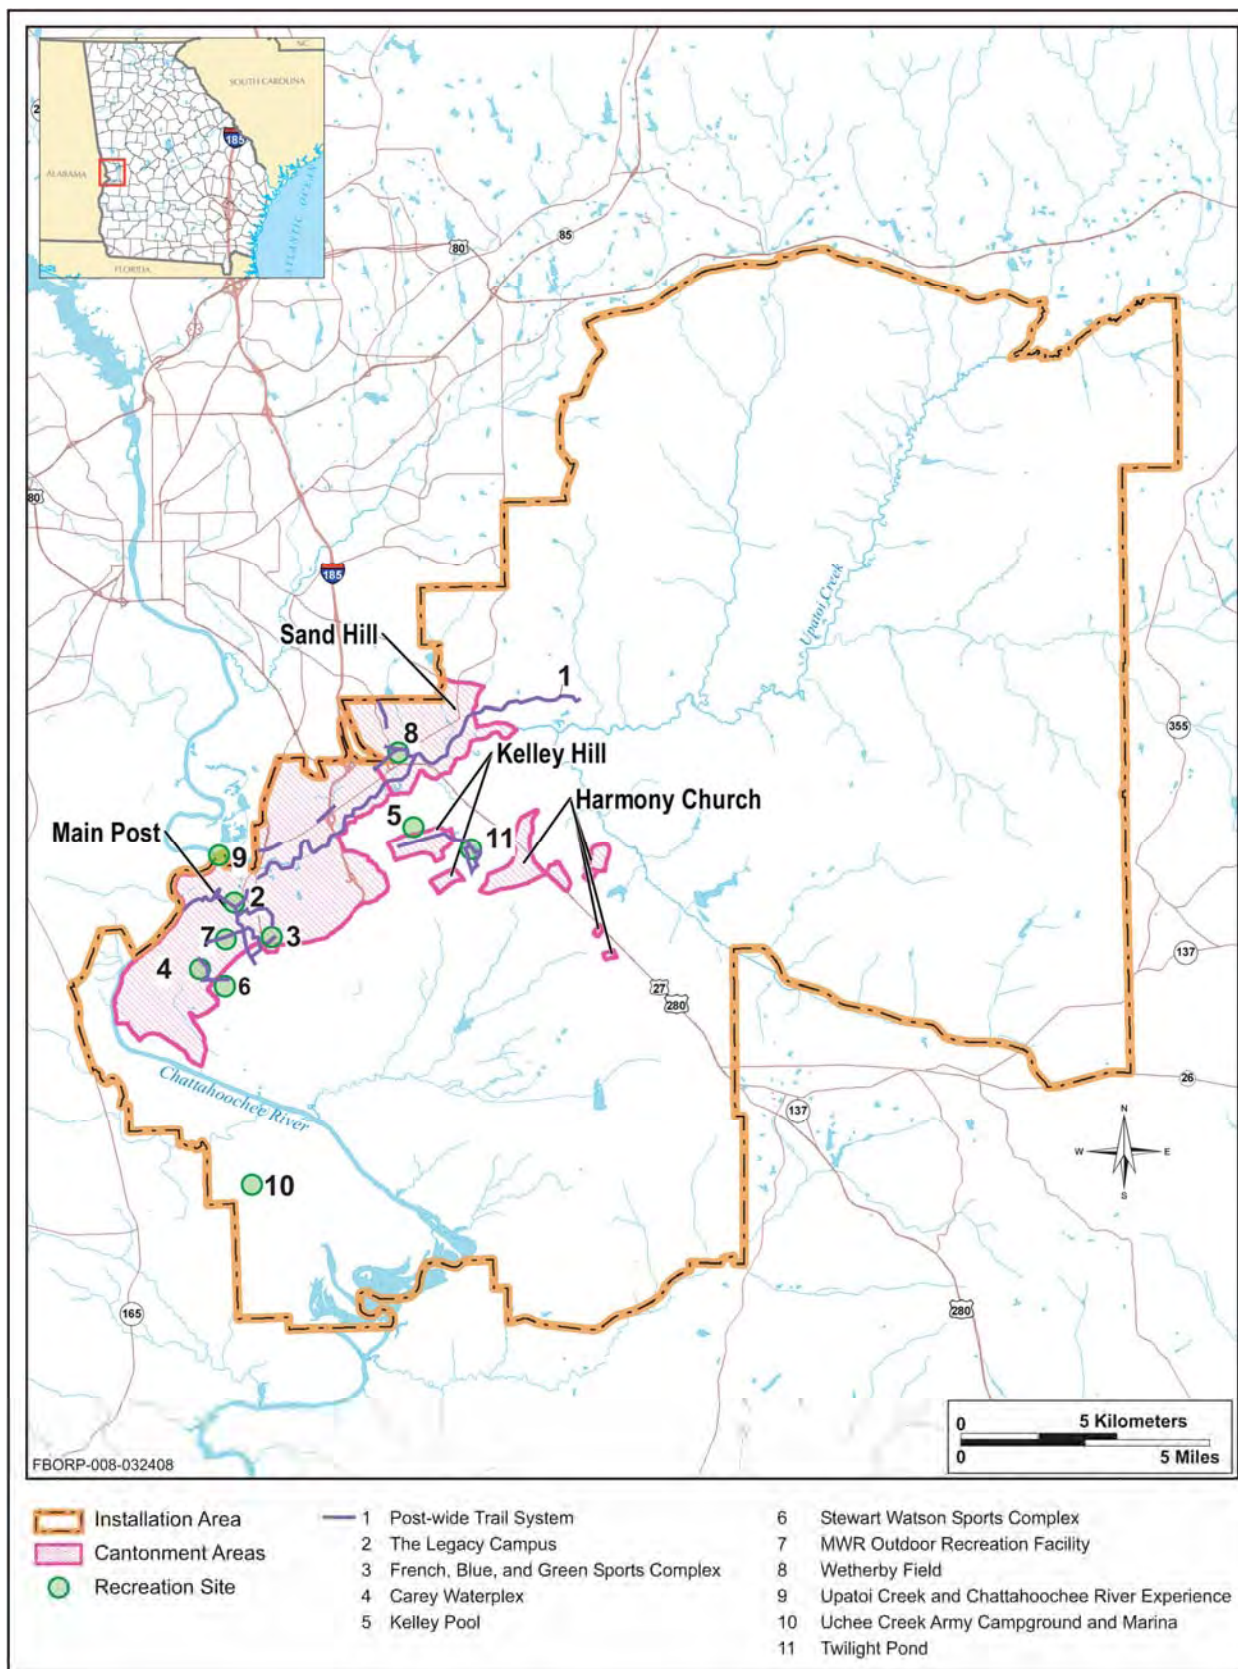 NC
SOUTH CAROLINA
185
ALABAMA
ATLANTIC OCEAN
FLORIDA
2
80
85
80
185
Upatoi Creek
Sand Hill
1
355
8
Kelley Hill
Harmony Church
5
Main Post
11
9
2
7
3
137
4
6
27
280
Chattahoochee River
26
137
N
W E
S
10
165
280
0 5 Kilometers
0 5 Miles
FBORP-008-032408
Installation Area
Cantonment Areas
Recreation Site
1 Post-wide Trail System
2 The Legacy Campus
3 French, Blue, and Green Sports Complex
4 Carey Waterplex
5 Kelley Pool
6 Stewart Watson Sports Complex
7 MWR Outdoor Recreation Facility
8 Wetherby Field
9 Upatoi Creek and Chattahoochee River Experience
10 Uchee Creek Army Campground and Marina
11 Twilight Pond